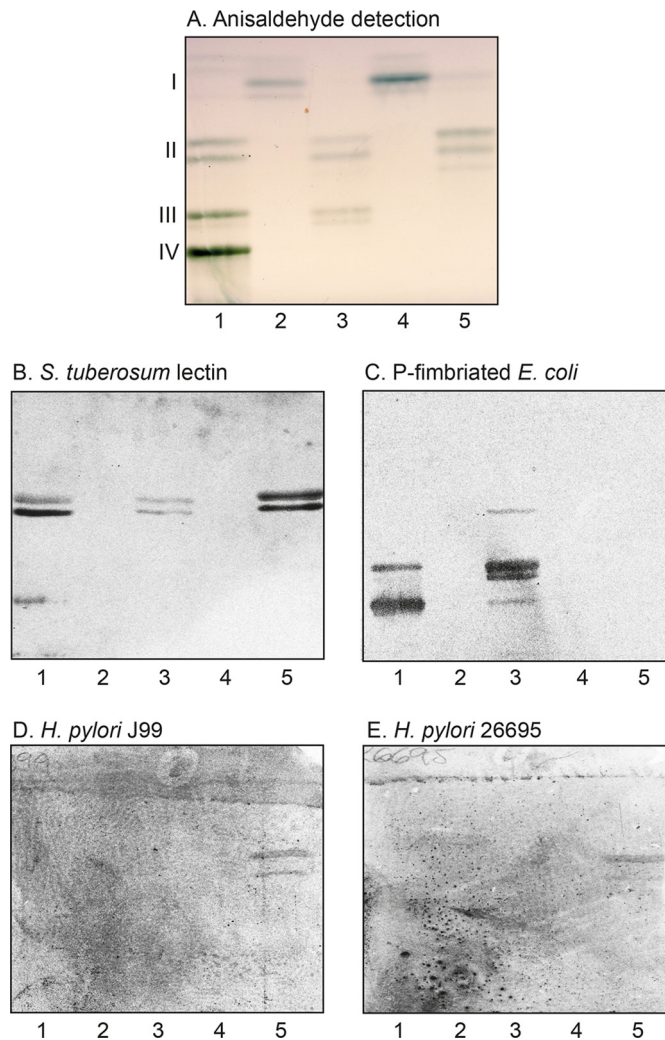 A. Anisaldehyde detection
I
II
III
IV
1 2 3 4 5
B. S. tuberosum lectin
C. P-fimbriated E. coli
1 2 3 4 5
1 2 3 4 5
D. H. pylori J99
E. H. pylori 26695
99
26695
1 2 3 4 5
1 2 3 4 5